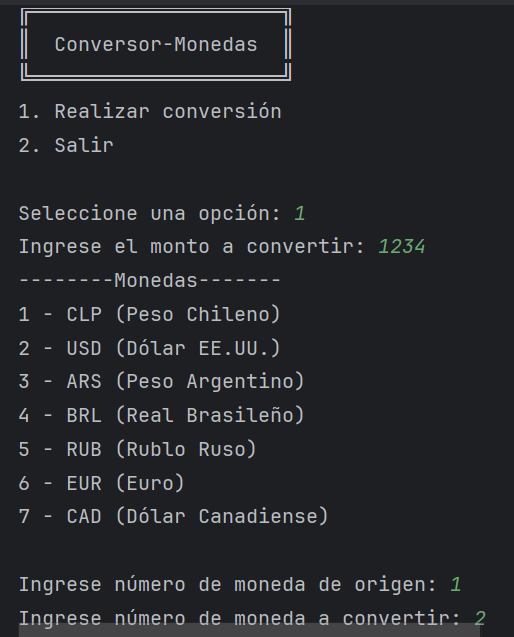 Conversor-Monedas
1. Realizar conversión
2. Salir
Seleccione una opción: 1
Ingrese el monto a convertir: 1234
--------Monedas-------
1 - CLP (Peso Chileno)
2 - USD (Dólar EE.UU.)
3 - ARS (Peso Argentino)
4 - BRL (Real Brasileño)
5 - RUB (Rublo Ruso)
6 - EUR (Euro)
7 - CAD (Dólar Canadiense)
Ingrese número de moneda de origen: 1
Ingrese número de moneda a convertir: 2